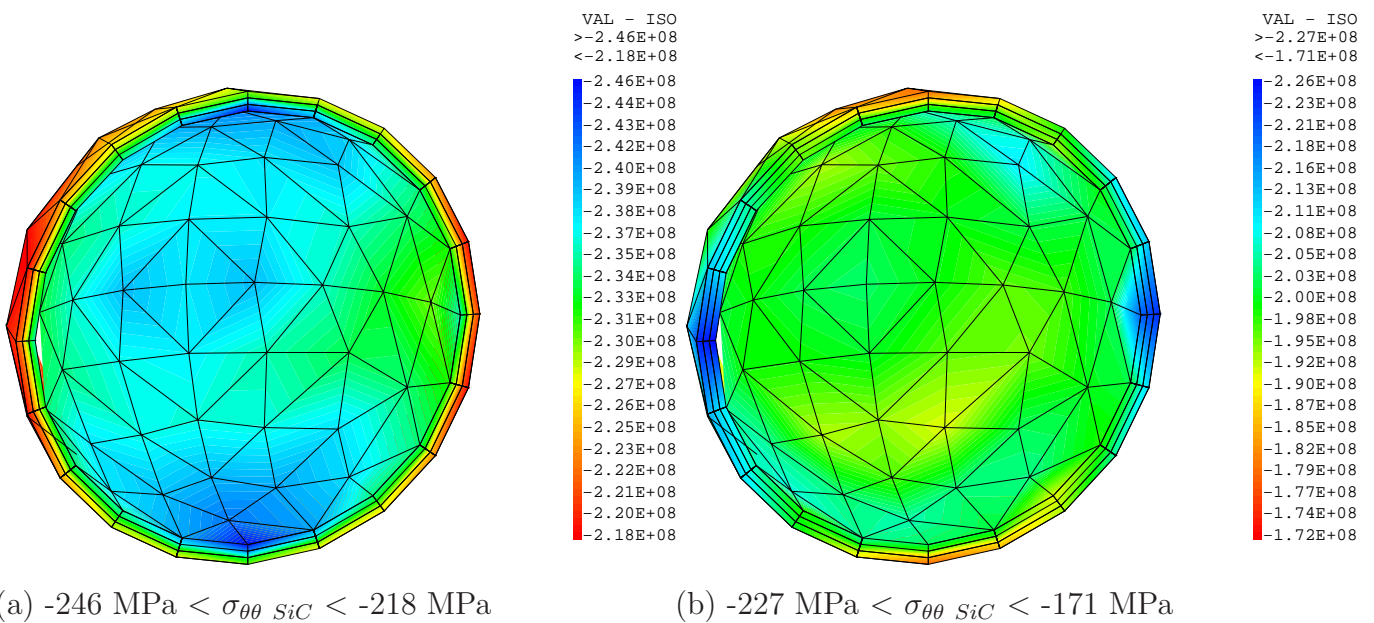 VAL - ISO
>-2.46E+08
<-2.18E+08
-2.46E+08
-2.44E+08
-2.43E+08
-2.42E+08
-2.40E+08
-2.39E+08
-2.38E+08
-2.37E+08
-2.35E+08
-2.34E+08
-2.33E+08
-2.31E+08
-2.30E+08
-2.29E+08
-2.27E+08
-2.26E+08
-2.25E+08
-2.23E+08
-2.22E+08
-2.21E+08
-2.20E+08
-2.18E+08
VAL - ISO
>-2.27E+08
<-1.71E+08
-2.26E+08
-2.23E+08
-2.21E+08
-2.18E+08
-2.16E+08
-2.13E+08
-2.11E+08
-2.08E+08
-2.05E+08
-2.03E+08
-2.00E+08
-1.98E+08
-1.95E+08
-1.92E+08
-1.90E+08
-1.87E+08
-1.85E+08
-1.82E+08
-1.79E+08
-1.77E+08
-1.74E+08
-1.72E+08
(a) -246 MPa < σθθ SiC < -218 MPa
(b) -227 MPa < σθθ SiC < -171 MPa